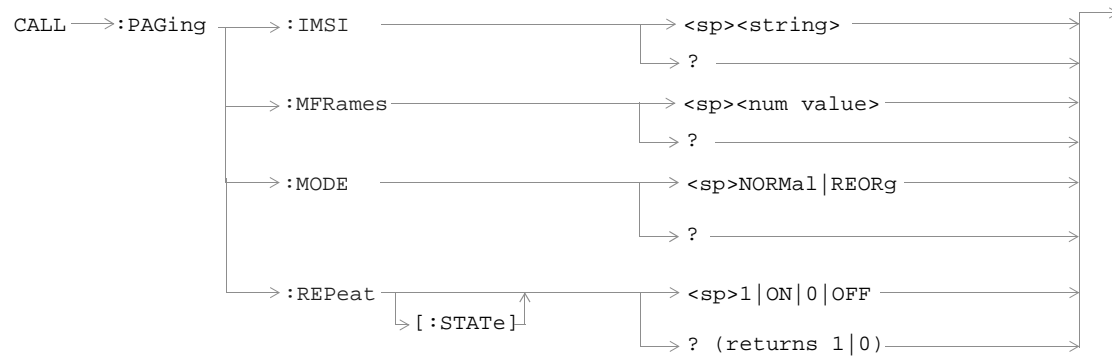 CALL :PAGing :IMSI <sp><string>
?
:MFRames <sp><num value>
?
:MODE <sp>NORMal|REORg
?
:REPeat <sp>1|ON|0|OFF
[:STATe]
? (returns 1|0)